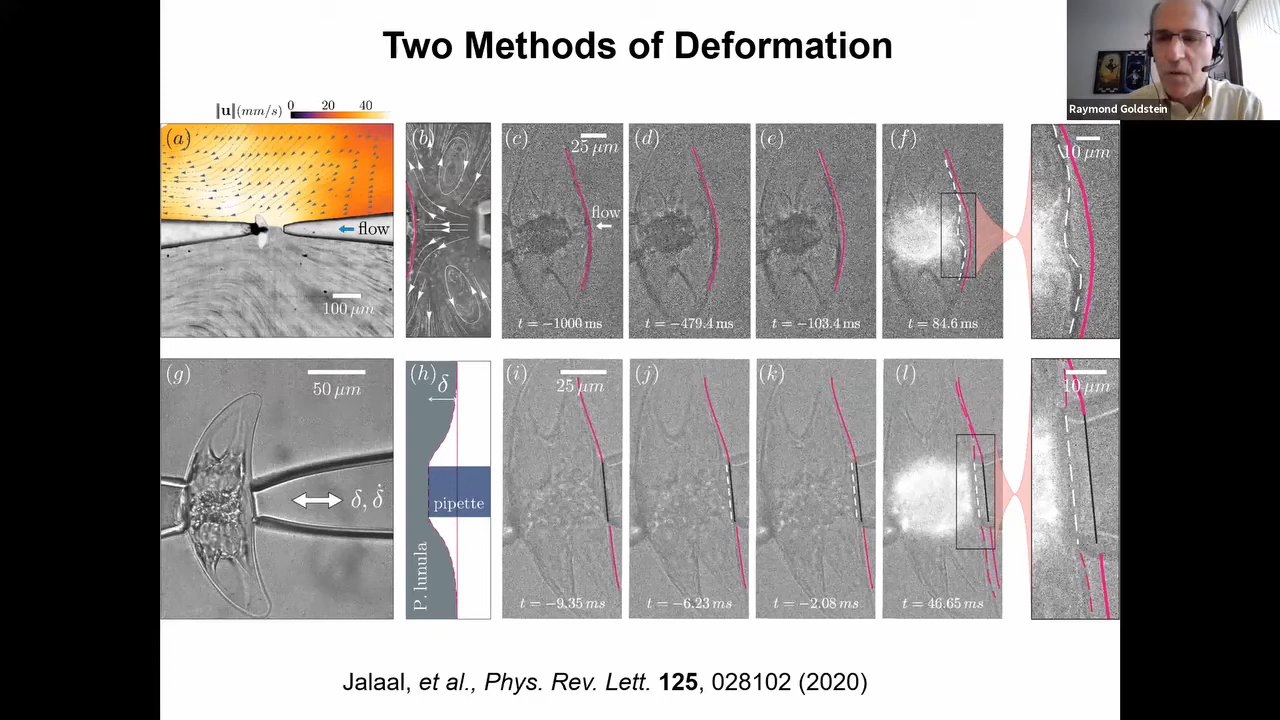 Two Methods of Deformation
Raymond Goldstein
‖u‖(mm/s) 0 20 40
(a)
flow
100 μm
(b)
(c)
25 μm
flow
t = −1000 ms
(d)
t = −479.4 ms
(e)
t = −103.4 ms
(f)
t = 84.6 ms
10 μm
(g)
50 μm
δ, δ̇
(h)
δ
pipette
P. lunula
(i)
25 μm
t = −9.35 ms
(j)
t = −6.23 ms
(k)
t = −2.08 ms
(l)
t = 46.65 ms
10 μm
Jalaal, et al., Phys. Rev. Lett. 125, 028102 (2020)